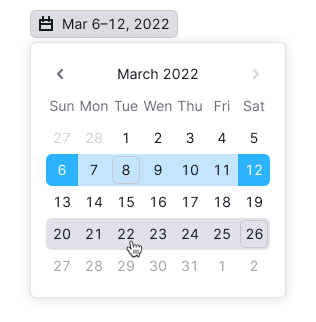 Mar 6–12, 2022
March 2022
Sun Mon Tue Wen Thu Fri Sat
27 28 1 2 3 4 5
6 7 8 9 10 11 12
13 14 15 16 17 18 19
20 21 22 23 24 25 26
27 28 29 30 31 1 2